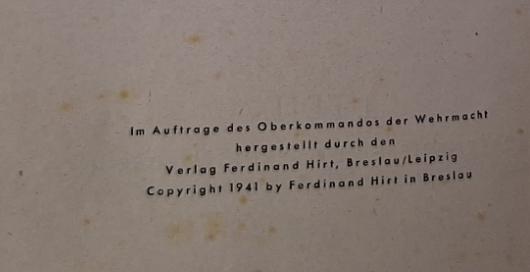 Im Auftrage des Oberkommandos der Wehrmacht
hergestellt durch den
Verlag Ferdinand Hirt, Breslau/Leipzig
Copyright 1941 by Ferdinand Hirt in Breslau